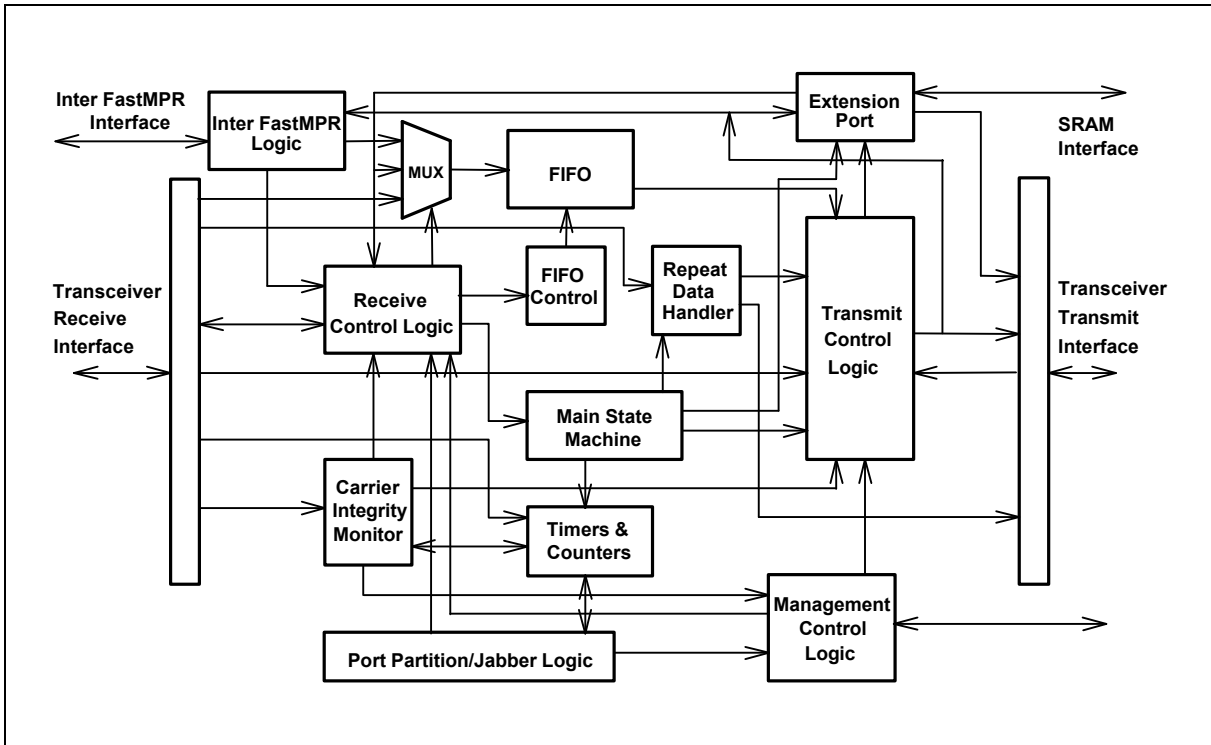 Inter FastMPR
Interface
Inter FastMPR
Logic
MUX
FIFO
Extension
Port
SRAM
Interface
Transceiver
Receive
Interface
Receive
Control Logic
FIFO
Control
Repeat
Data
Handler
Transmit
Control
Logic
Transceiver
Transmit
Interface
Main State
Machine
Carrier
Integrity
Monitor
Timers &
Counters
Port Partition/Jabber Logic
Management
Control
Logic